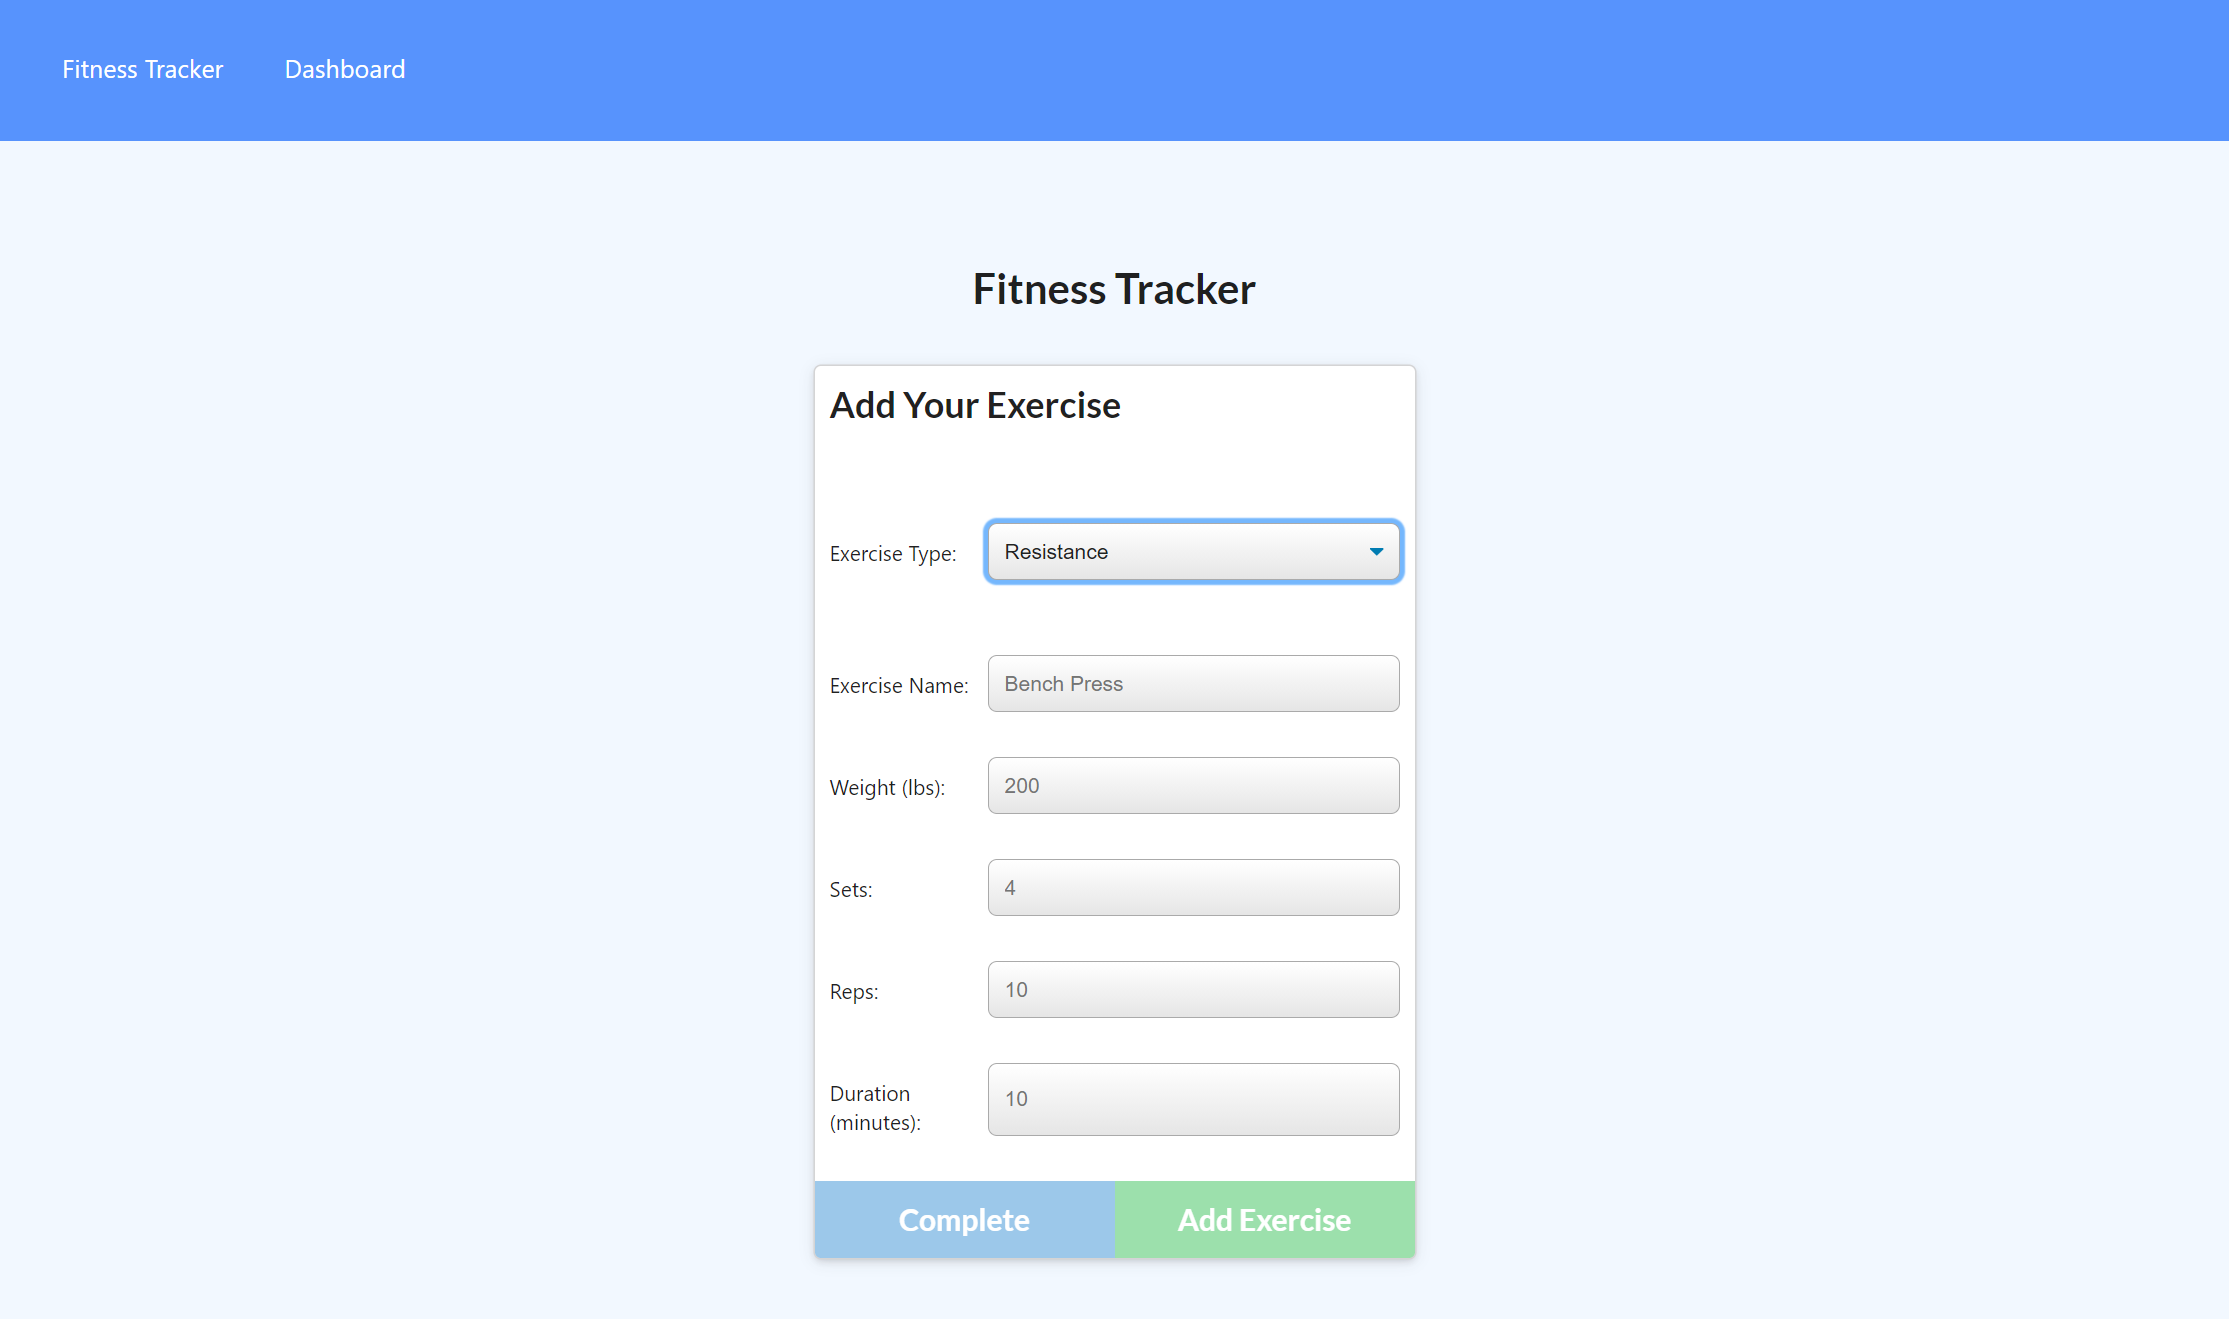 Fitness Tracker Dashboard
Fitness Tracker
Add Your Exercise
Exercise Type: Resistance
Exercise Name: Bench Press
Weight (lbs): 200
Sets: 4
Reps: 10
Duration
(minutes): 10
Complete Add Exercise